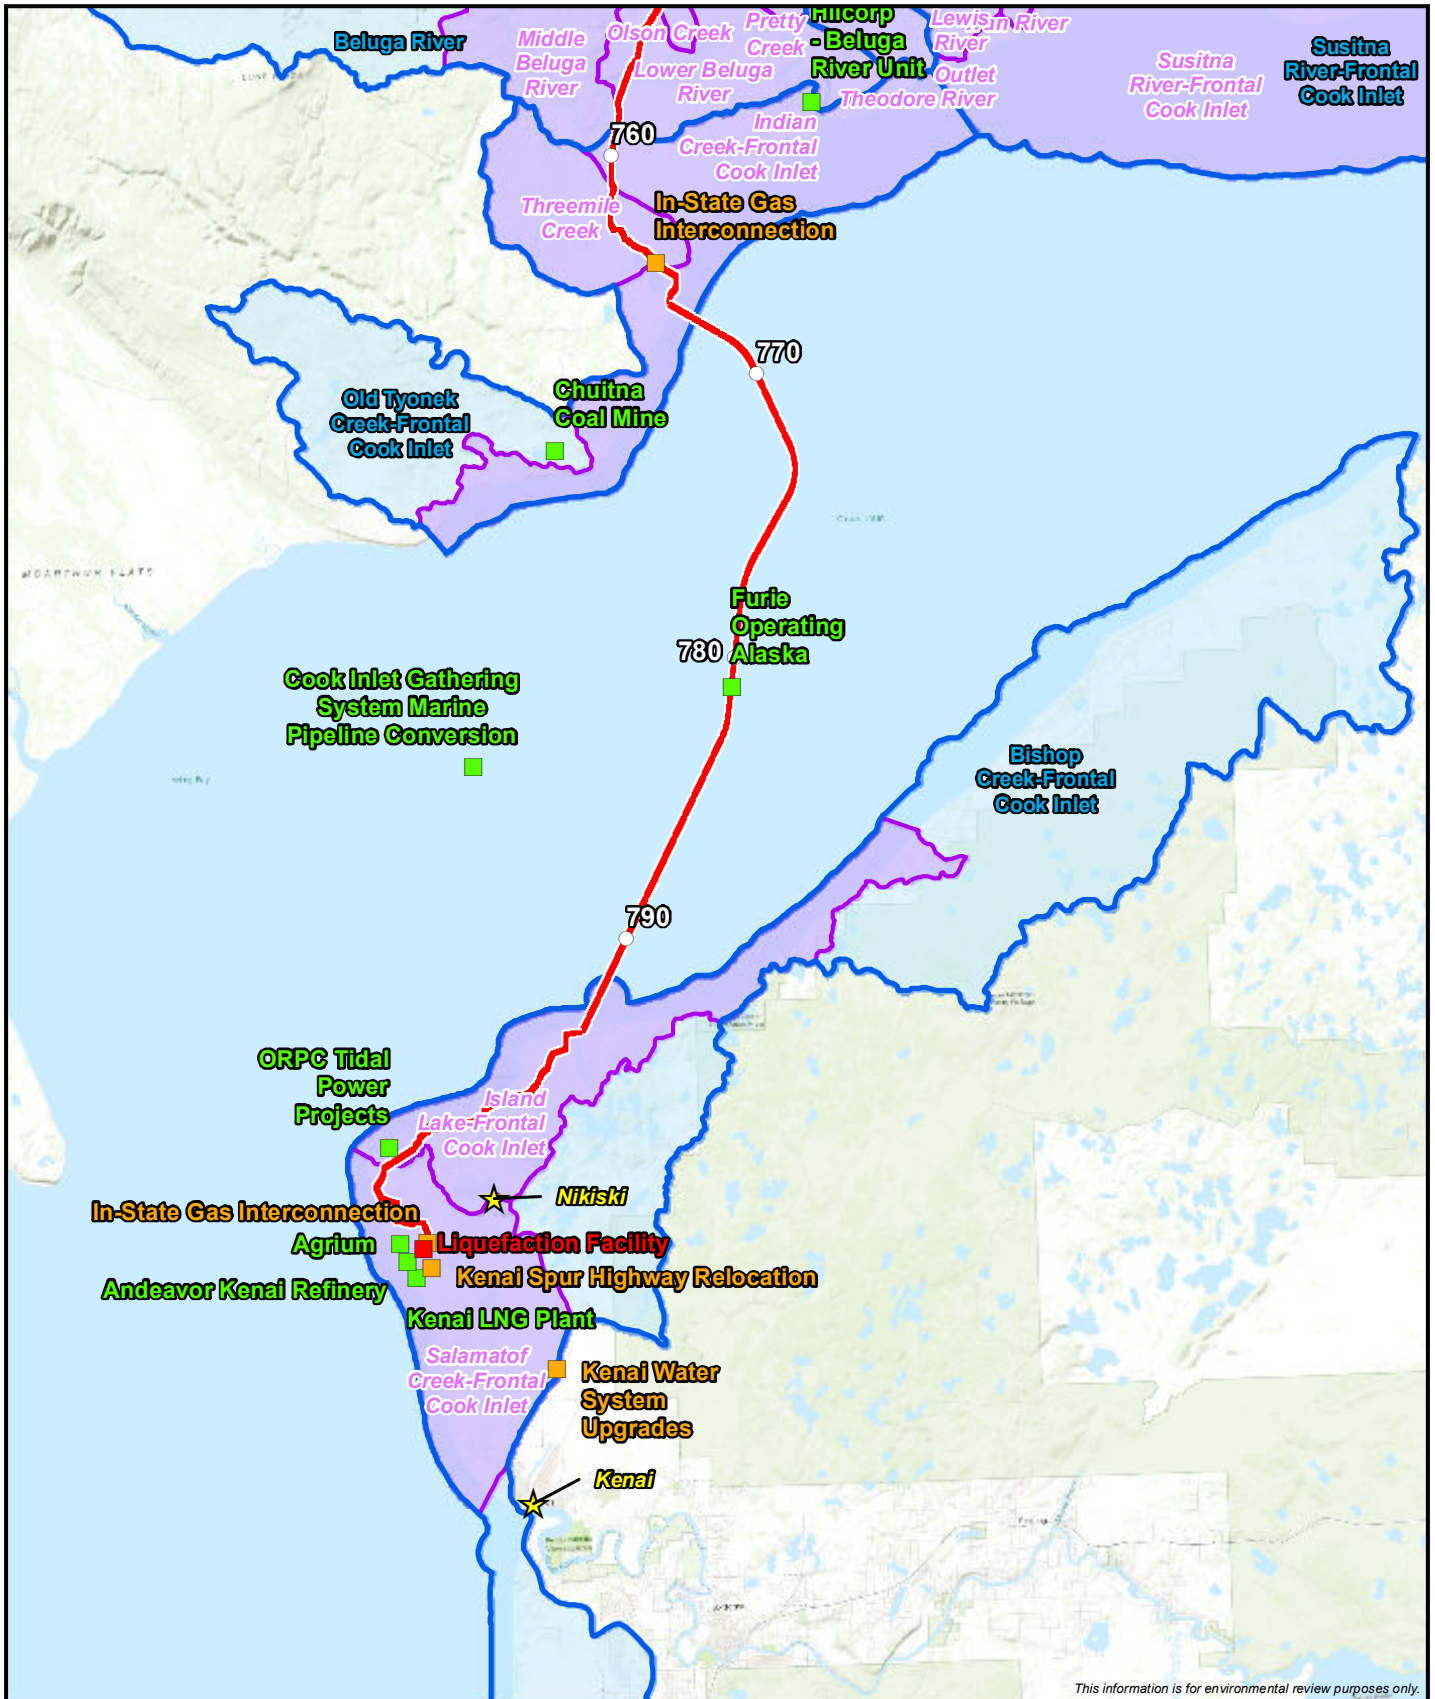 Beluga River
Middle
Beluga
River
Olson Creek
Lower Beluga
River
Pretty
Creek
Hilcorp
- Beluga
River Unit
Lewis
River
River
Outlet
Theodore River
Susitna
River-Frontal
Cook Inlet
Susitna
River-Frontal
Cook Inlet
760
Indian
Creek-Frontal
Cook Inlet
Threemile
Creek
In-State Gas
Interconnection
770
Old Tyonek
Creek-Frontal
Cook Inlet
Chuitna
Coal Mine
Furie
Operating
Alaska
780
Cook Inlet Gathering
System Marine
Pipeline Conversion
Bishop
Creek-Frontal
Cook Inlet
790
ORPC Tidal
Power
Projects
Island
Lake-Frontal
Cook Inlet
Nikiski
In-State Gas Interconnection
Agrium
Liquefaction Facility
Andeavor Kenai Refinery
Kenai Spur Highway Relocation
Kenai LNG Plant
Salamatof
Creek-Frontal
Cook Inlet
Kenai Water
System
Upgrades
Kenai
This information is for environmental review purposes only.